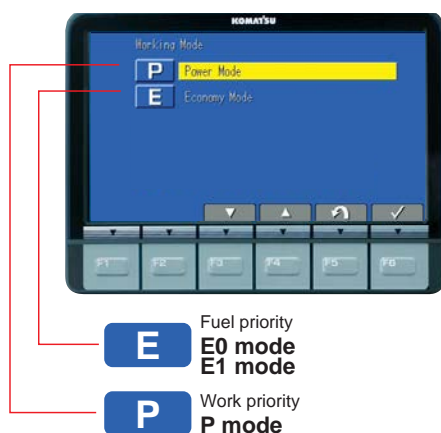 KOMATSU
Working Mode
P Power Mode
E Economy Mode
F1 F2 F3 F4 F5 F6
E Fuel priority
E0 mode
E1 mode
P Work priority
P mode